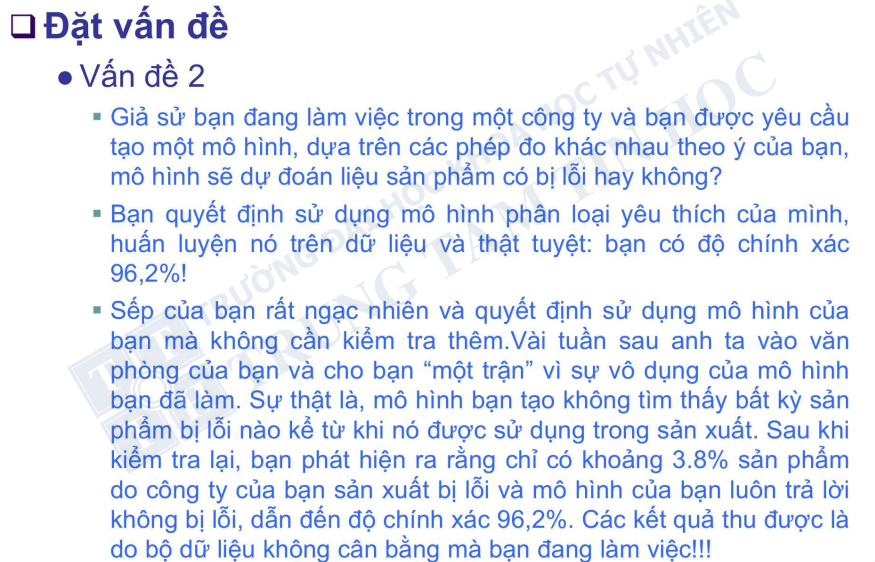 Đặt vấn đề
Vấn đề 2
Giả sử bạn đang làm việc trong một công ty và bạn được yêu cầu
tạo một mô hình, dựa trên các phép đo khác nhau theo ý của bạn,
mô hình sẽ dự đoán liệu sản phẩm có bị lỗi hay không?
Bạn quyết định sử dụng mô hình phân loại yêu thích của mình,
huấn luyện nó trên dữ liệu và thật tuyệt: bạn có độ chính xác
96,2%!
Sếp của bạn rất ngạc nhiên và quyết định sử dụng mô hình của
bạn mà không cần kiểm tra thêm.Vài tuần sau anh ta vào văn
phòng của bạn và cho bạn “một trận” vì sự vô dụng của mô hình
bạn đã làm. Sự thật là, mô hình bạn tạo không tìm thấy bất kỳ sản
phẩm bị lỗi nào kể từ khi nó được sử dụng trong sản xuất. Sau khi
kiểm tra lại, bạn phát hiện ra rằng chỉ có khoảng 3.8% sản phẩm
do công ty của bạn sản xuất bị lỗi và mô hình của bạn luôn trả lời
không bị lỗi, dẫn đến độ chính xác 96,2%. Các kết quả thu được là
do bộ dữ liệu không cân bằng mà bạn đang làm việc!!!
TRƯỜNG ĐẠI HỌC KHOA HỌC TỰ NHIÊN
TRUNG TÂM TIN HỌC